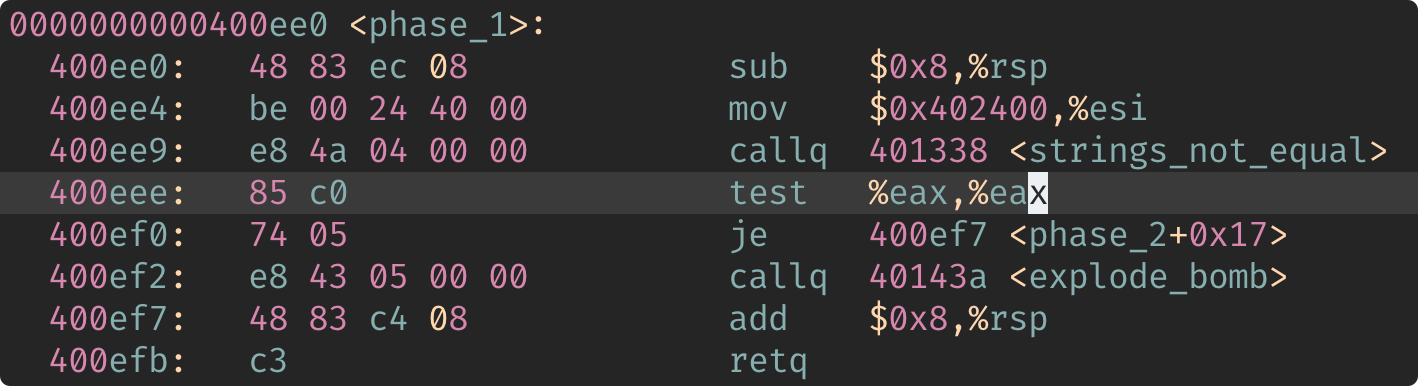 0000000000400ee0 <phase_1>:
400ee0: 48 83 ec 08 sub $0x8,%rsp
400ee4: be 00 24 40 00 mov $0x402400,%esi
400ee9: e8 4a 04 00 00 callq 401338 <strings_not_equal>
400eee: 85 c0 test %eax,%eax
400ef0: 74 05 je 400ef7 <phase_2+0x17>
400ef2: e8 43 05 00 00 callq 40143a <explode_bomb>
400ef7: 48 83 c4 08 add $0x8,%rsp
400efb: c3 retq